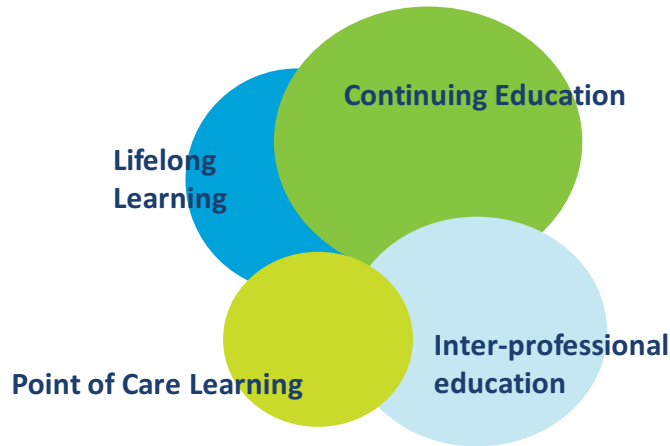 Continuing Education
Lifelong
Learning
Inter-professional
education
Point of Care Learning